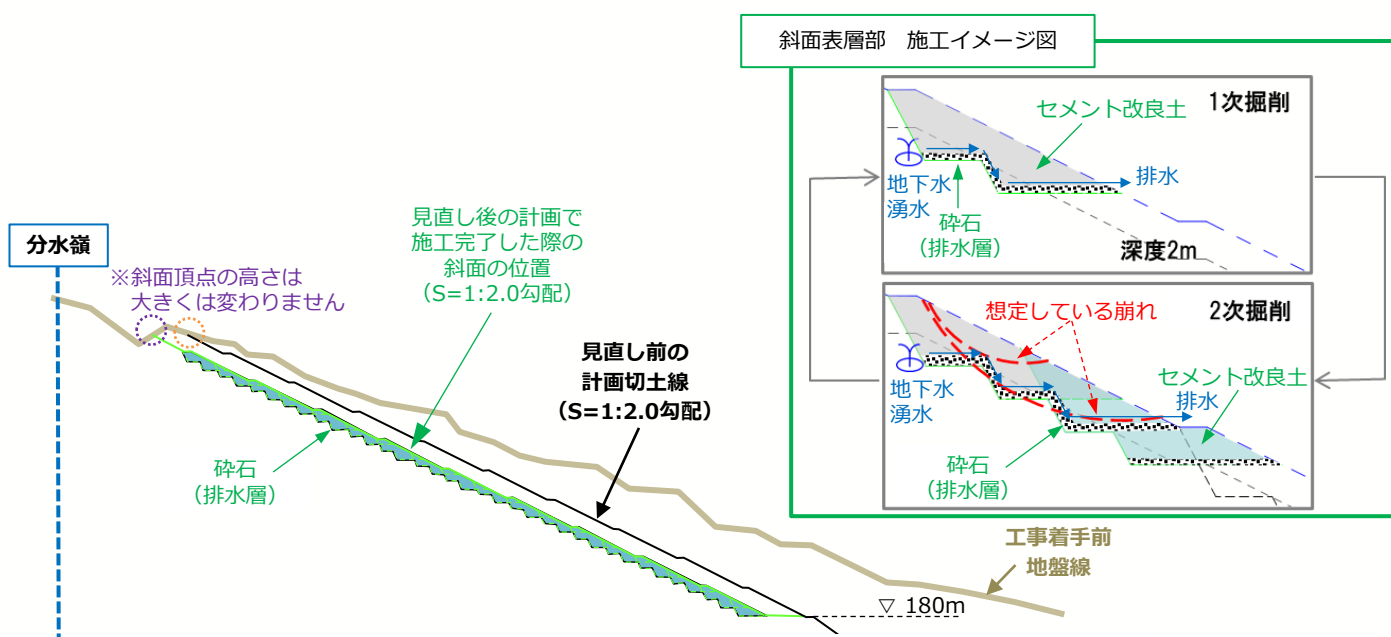 斜面表層部 施工イメージ図
1次掘削
セメント改良土
地下水
湧水
排水
砕石
(排水層)
深度2m
2次掘削
想定している崩れ
セメント改良土
排水
地下水
湧水
砕石
(排水層)
分水嶺
※斜面頂点の高さは
大きくは変わりません
見直し後の計画で
施工完了した際の
斜面の位置
(S=1:2.0勾配)
見直し前の
計画切土線
(S=1:2.0勾配)
砕石
(排水層)
工事着手前
地盤線
▽ 180m